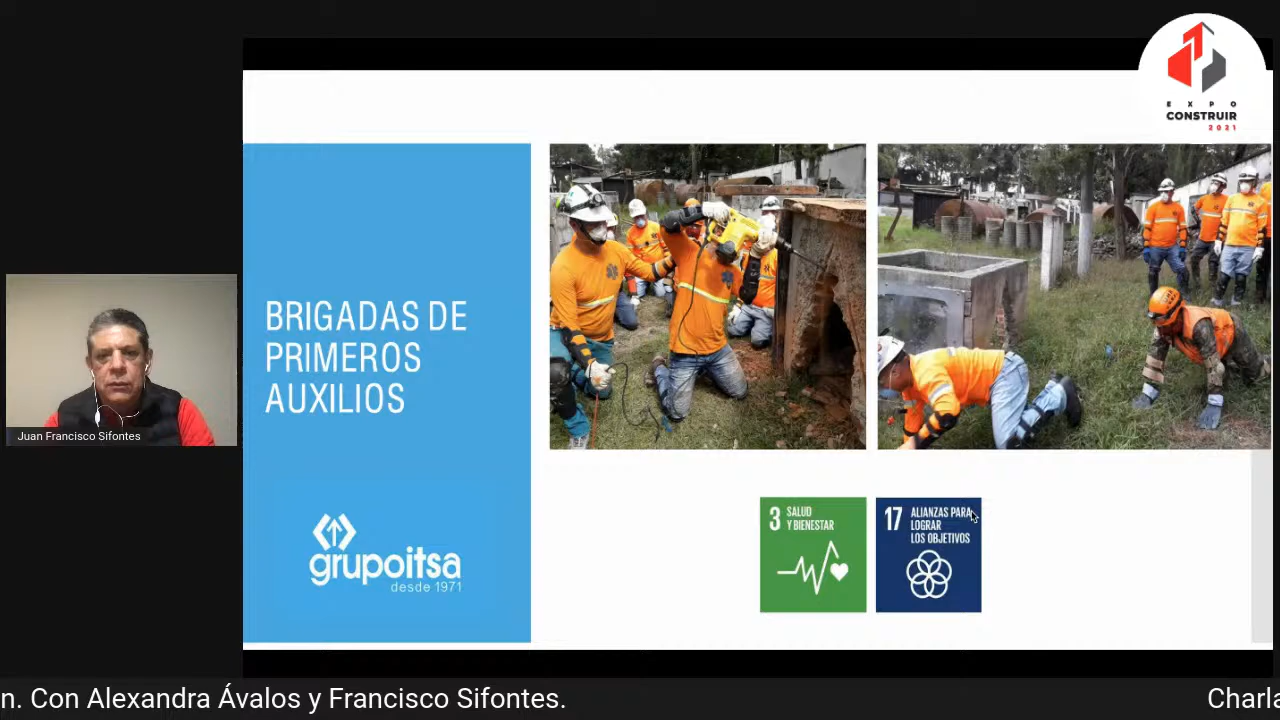 EXPO
CONSTRUIR
2021
BRIGADAS DE
PRIMEROS
AUXILIOS
grupoitsa
desde 1971
Juan Francisco Sifontes
3 SALUD
Y BIENESTAR
17 ALIANZAS PARA
LOGRAR
LOS OBJETIVOS
n. Con Alexandra Ávalos y Francisco Sifontes.
Charla